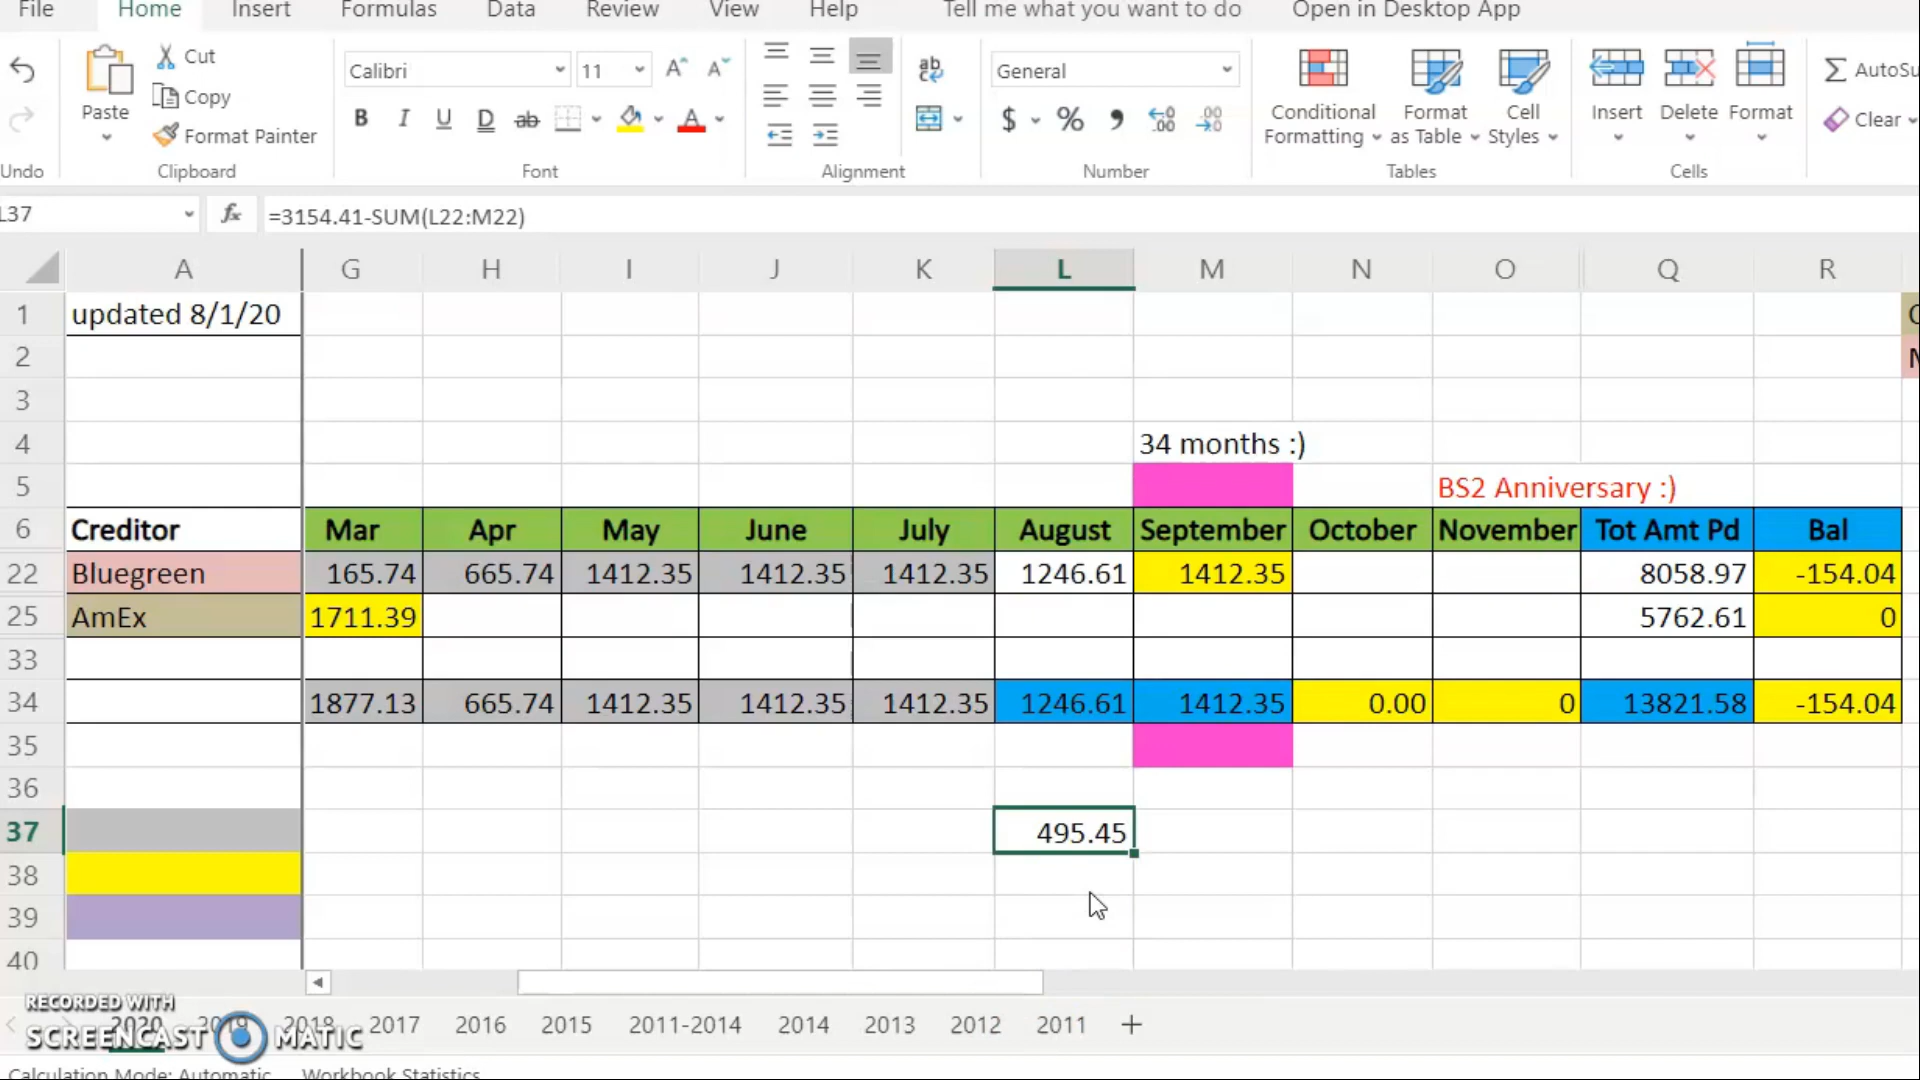 File Home Insert Formulas Data Review View Help Tell me what you want to do Open in Desktop App
Cut
Calibri 11 General AutoSu
Paste Copy
Format Painter
B I U D ab $ % 9 .00 .00
Conditional Formatting Format as Table Cell Styles Insert Delete Format Clear
Undo Clipboard Font Alignment Number Tables Cells
L37 fx =3154.41-SUM(L22:M22)
A G H I J K L M N O Q R
1 updated 8/1/20
2
3
4 34 months :)
5 BS2 Anniversary :)
6 Creditor Mar Apr May June July August September October November Tot Amt Pd Bal
22 Bluegreen 165.74 665.74 1412.35 1412.35 1412.35 1246.61 1412.35 8058.97 -154.04
25 AmEx 1711.39 5762.61 0
33
34 1877.13 665.74 1412.35 1412.35 1412.35 1246.61 1412.35 0.00 0 13821.58 -154.04
35
36
37 495.45
38
39
40
RECORDED WITH
SCREENCAST MATIC
2020 2019 2018 2017 2016 2015 2011-2014 2014 2013 2012 2011 +
Calculation Mode: Automatic Workbook Statistics